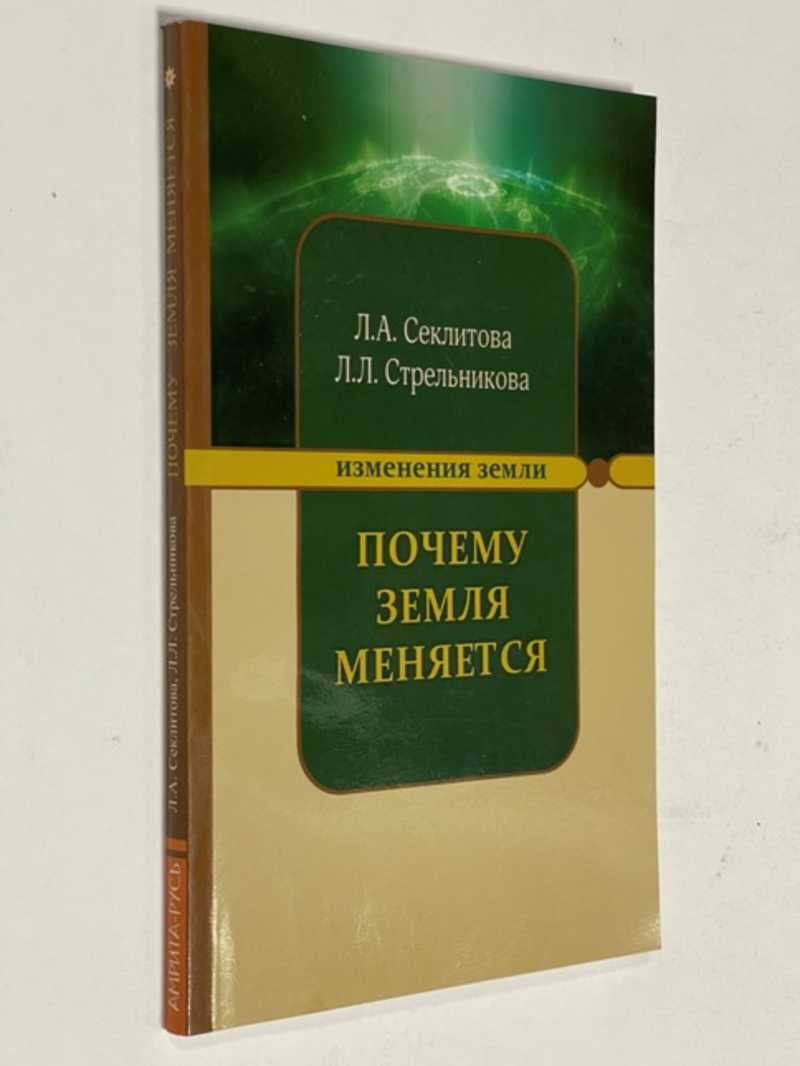 Л.А. Секлитова
Л.Л. Стрельникова
изменения земли
ПОЧЕМУ
ЗЕМЛЯ
МЕНЯЕТСЯ
Л.А. Секлитова, Л.Л. Стрельникова ПОЧЕМУ ЗЕМЛЯ МЕНЯЕТСЯ
АМРИТА-РУСЬ